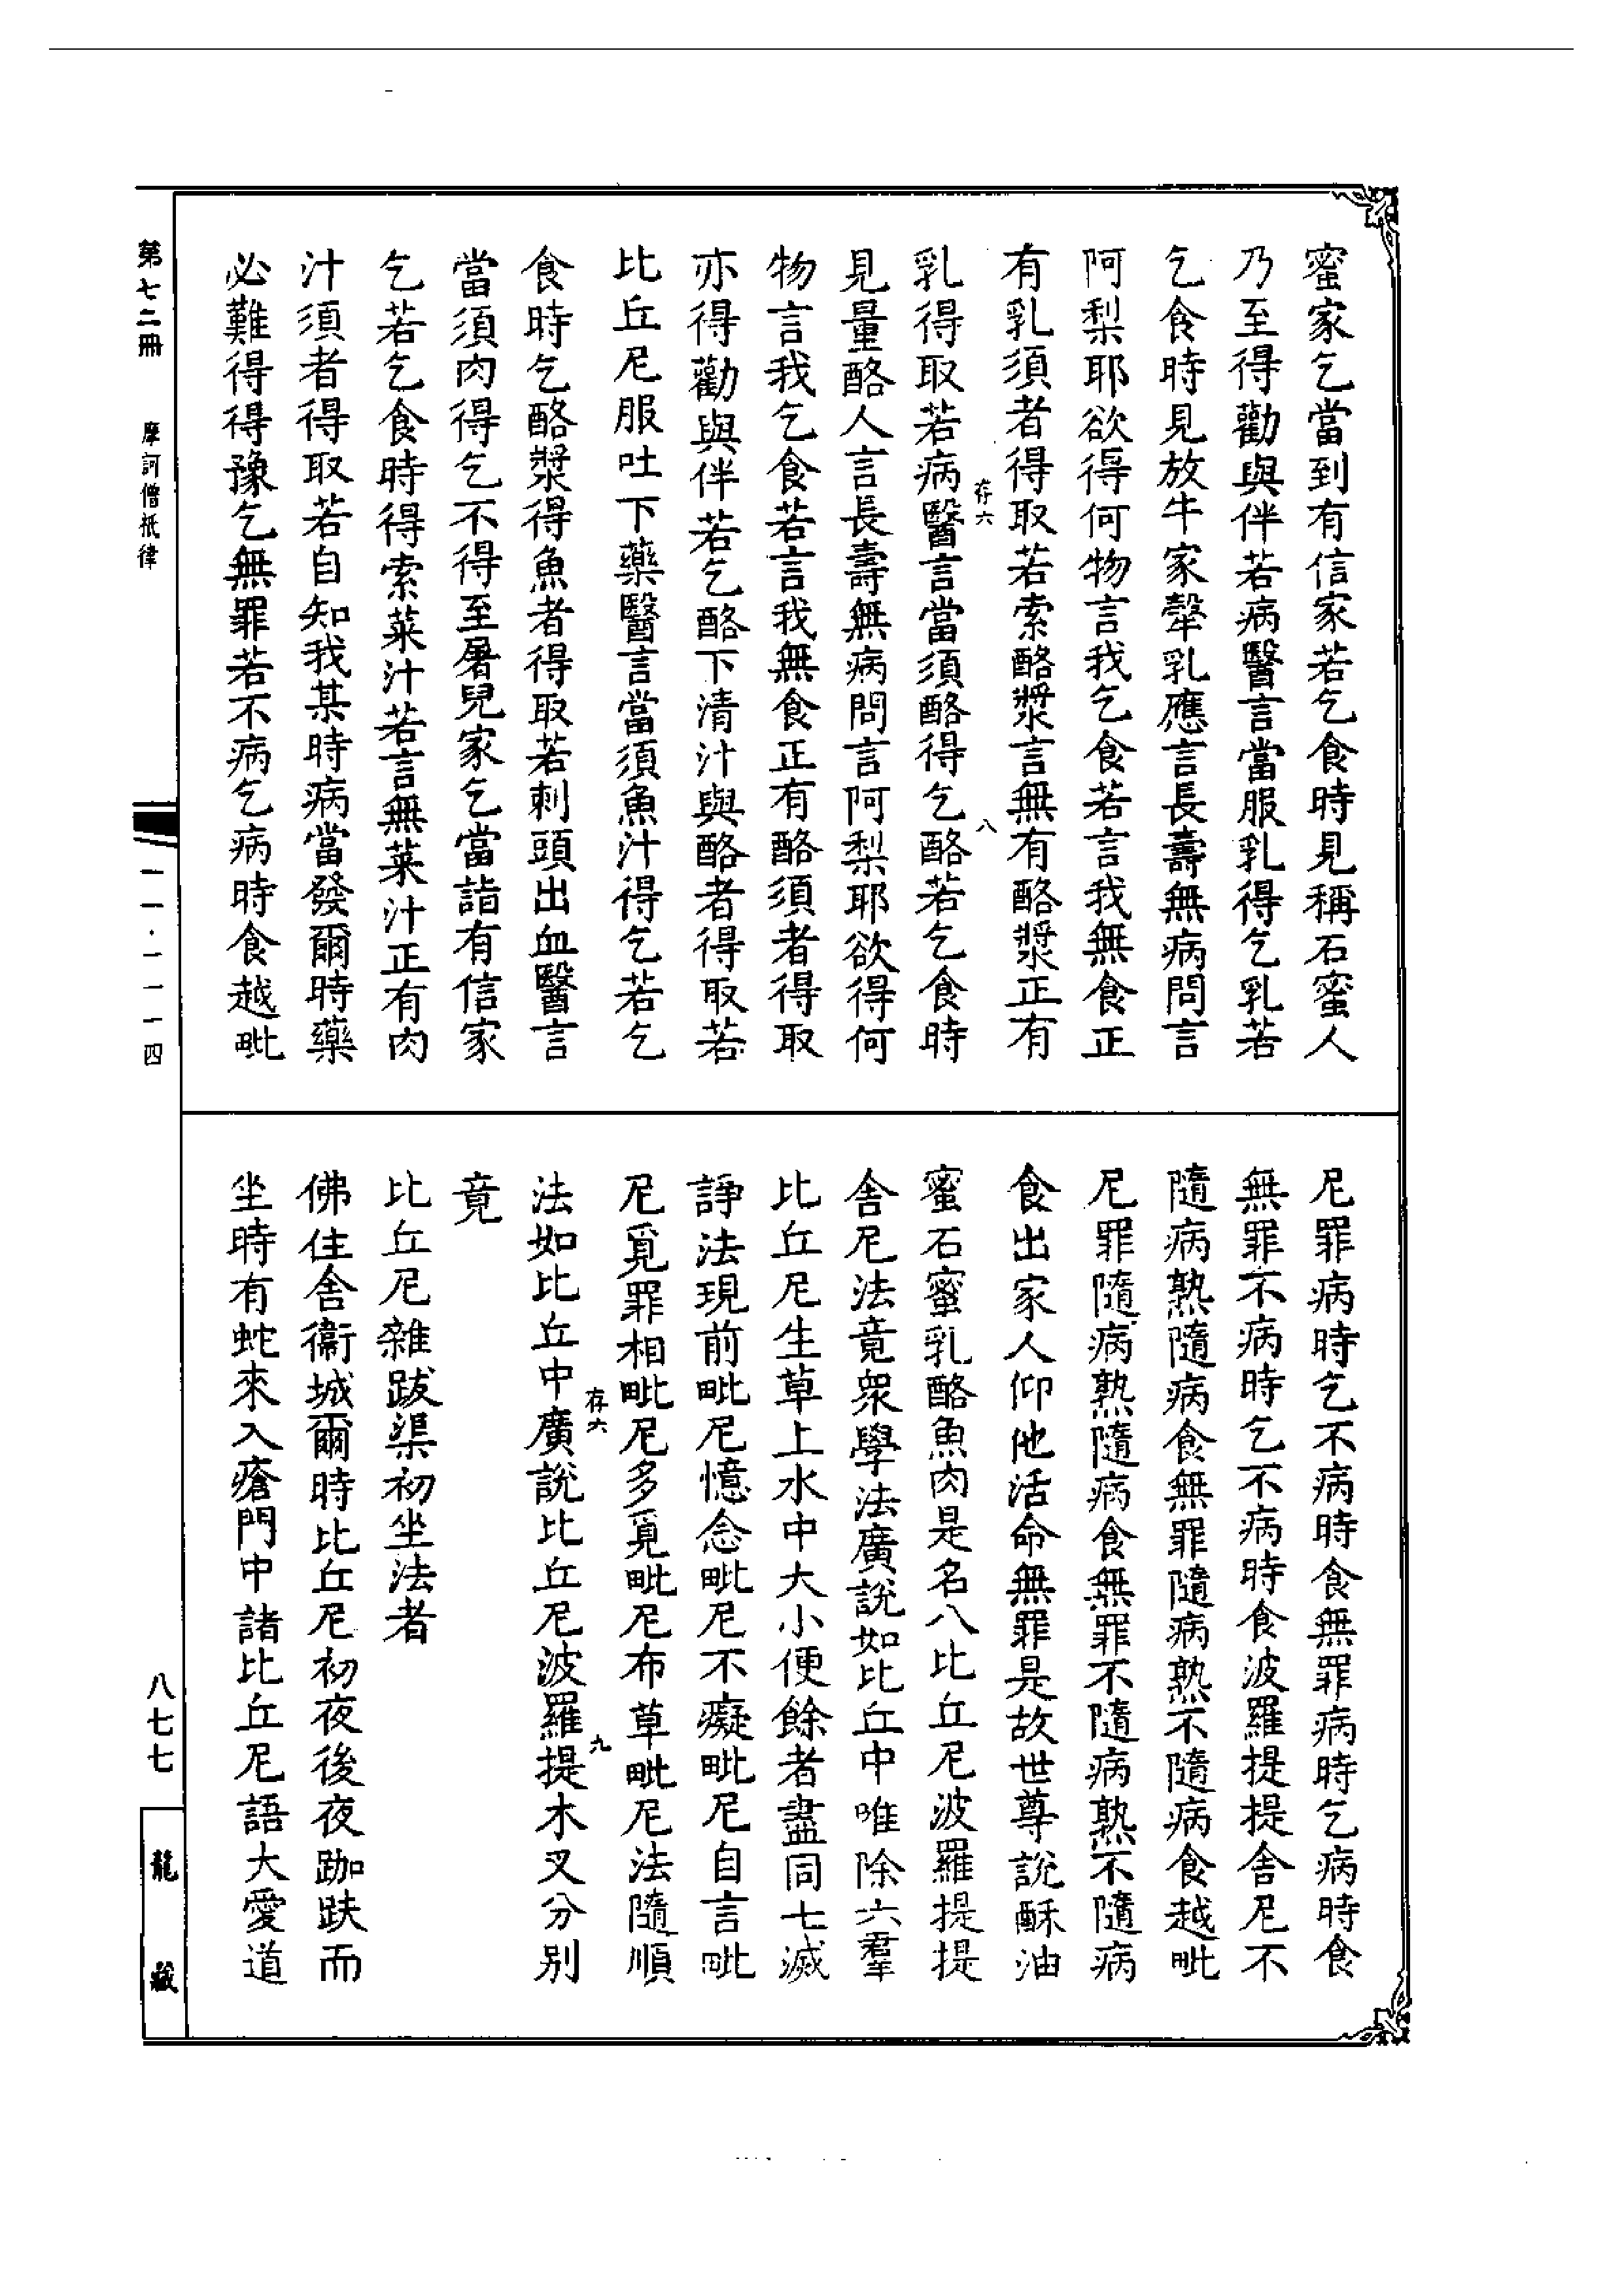 蜜家乞當到有信家若乞食時見稱石蜜人
乃至得勸與伴若病醫言當服乳得乞乳若
乞食時見放牛家𤛗乳應言長壽無病問言
阿梨耶欲得何物言我乞食若言我無食正
有乳須者得取若索酪漿言無有酪漿正有
存六
八
乳得取若病醫言當須酪得乞酪若乞食時
見量酪人言長壽無病問言阿梨耶欲得何
物言我乞食若言我無食正有酪須者得取
亦得勸與伴若乞酪下清汁與酪者得取若
比丘尼服吐下藥醫言當須魚汁得乞若乞
食時乞酪漿得魚者得取若刺頭出血醫言
當須肉得乞不得至屠兒家乞當詣有信家
乞若乞食時得索菜汁若言無菜汁正有肉
汁須者得取若自知我某時病當發爾時藥
必難得得豫乞無罪若不病乞病時食越毗
尼罪病時乞不病時食無罪病時乞病時食
無罪不病時乞不病時食波羅提提舍尼不
隨病熟隨病食無罪隨病熟不隨病食越毗
尼罪隨病熟隨病食無罪不隨病熟不隨病
食出家人仰他活命無罪是故世尊說酥油
蜜石蜜乳酪魚肉是名八比丘尼波羅提提
舍尼法竟眾學法廣說如比丘中唯除六羣
比丘尼生草上水中大小便餘者盡同七滅
諍法現前毗尼憶念毗尼不癡毗尼自言毗
尼覓罪相毗尼多覓毗尼布草毗尼法隨順
存六
九
法如比丘中廣說比丘尼波羅提木叉分別
竟
比丘尼雜跋渠初坐法者
佛住舍衞城爾時比丘尼初夜後夜跏趺而
坐時有蛇來入瘡門中諸比丘尼語大愛道
第七二冊
摩訶僧祇律
一一·一一一四
八七七
龍藏